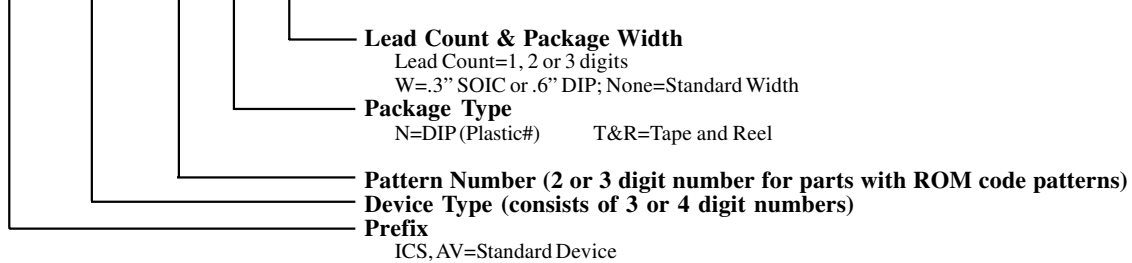 Lead Count & Package Width
Lead Count=1, 2 or 3 digits
W=.3” SOIC or .6” DIP; None=Standard Width
Package Type
N=DIP (Plastic#) T&R=Tape and Reel
Pattern Number (2 or 3 digit number for parts with ROM code patterns)
Device Type (consists of 3 or 4 digit numbers)
Prefix
ICS, AV=Standard Device